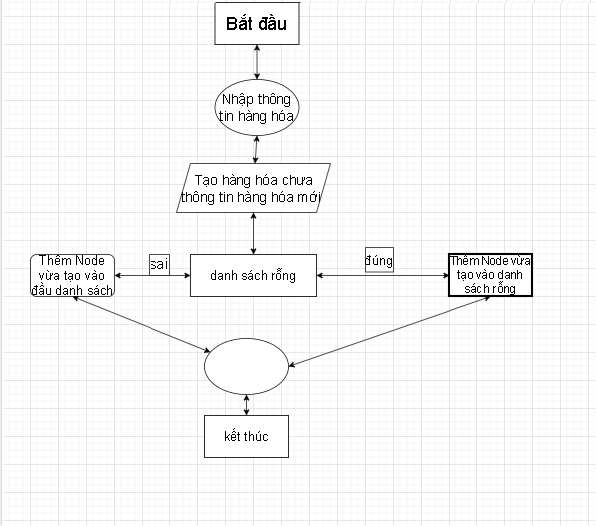 Bắt đầu
Nhập thông
tin hàng hóa
Tạo hàng hóa chưa
thông tin hàng hóa mới
Thêm Node
vừa tạo vào
đầu danh sách
sai
danh sách rỗng
đúng
Thêm Node vừa
tạo vào danh
sách rỗng
kết thúc